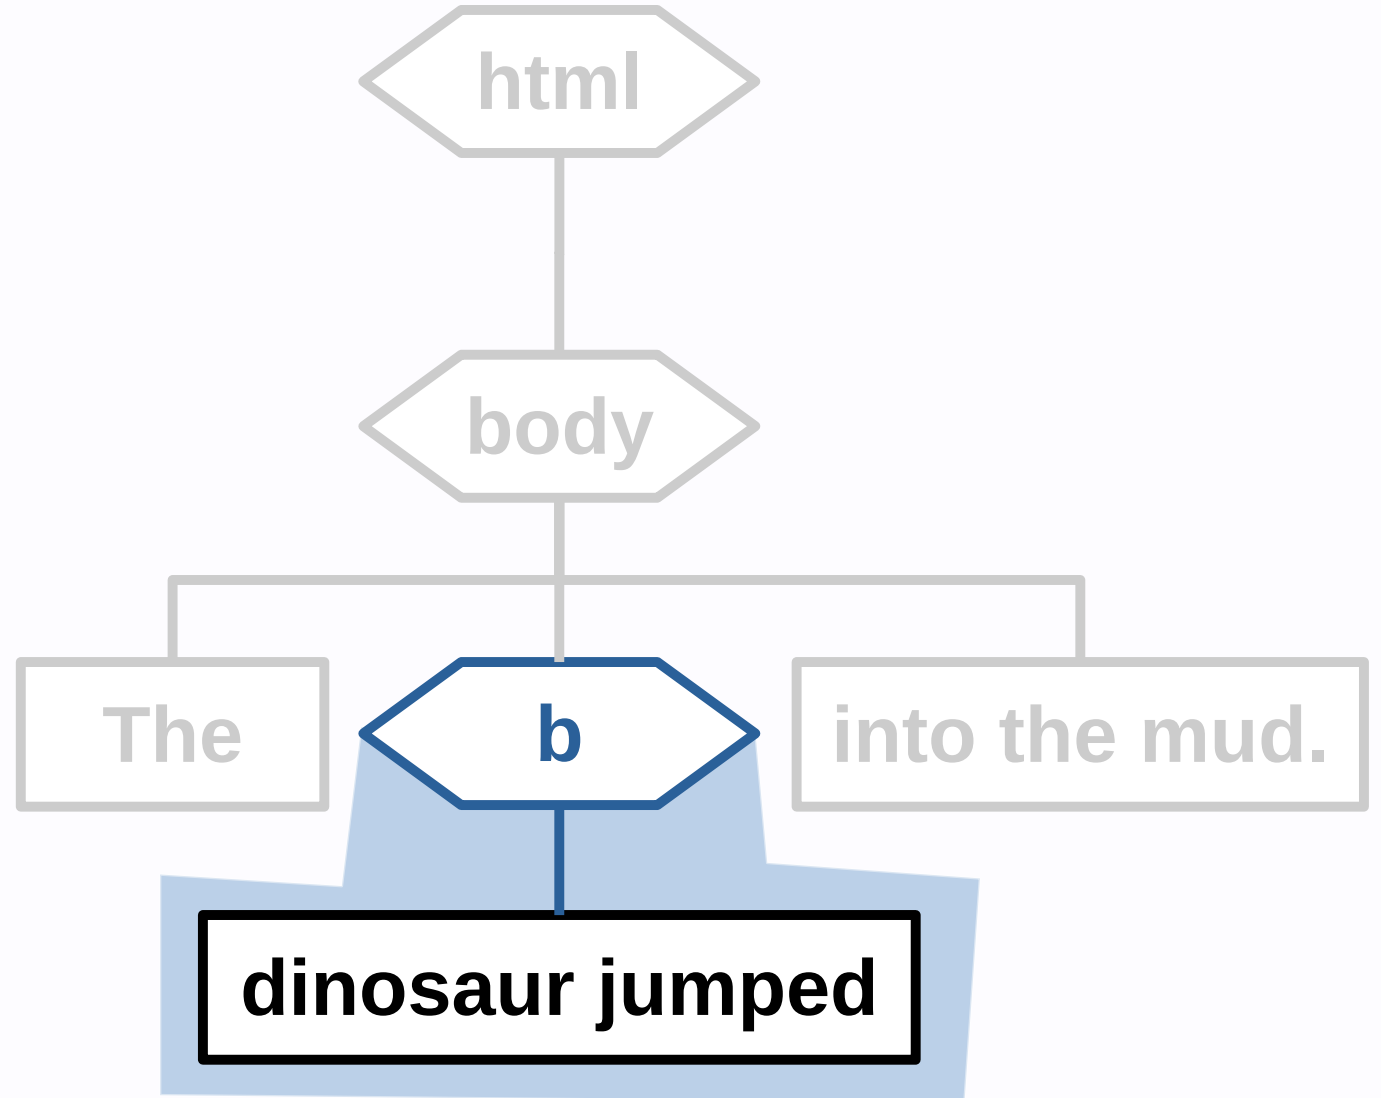 html
body
The
b
into the mud.
dinosaur jumped